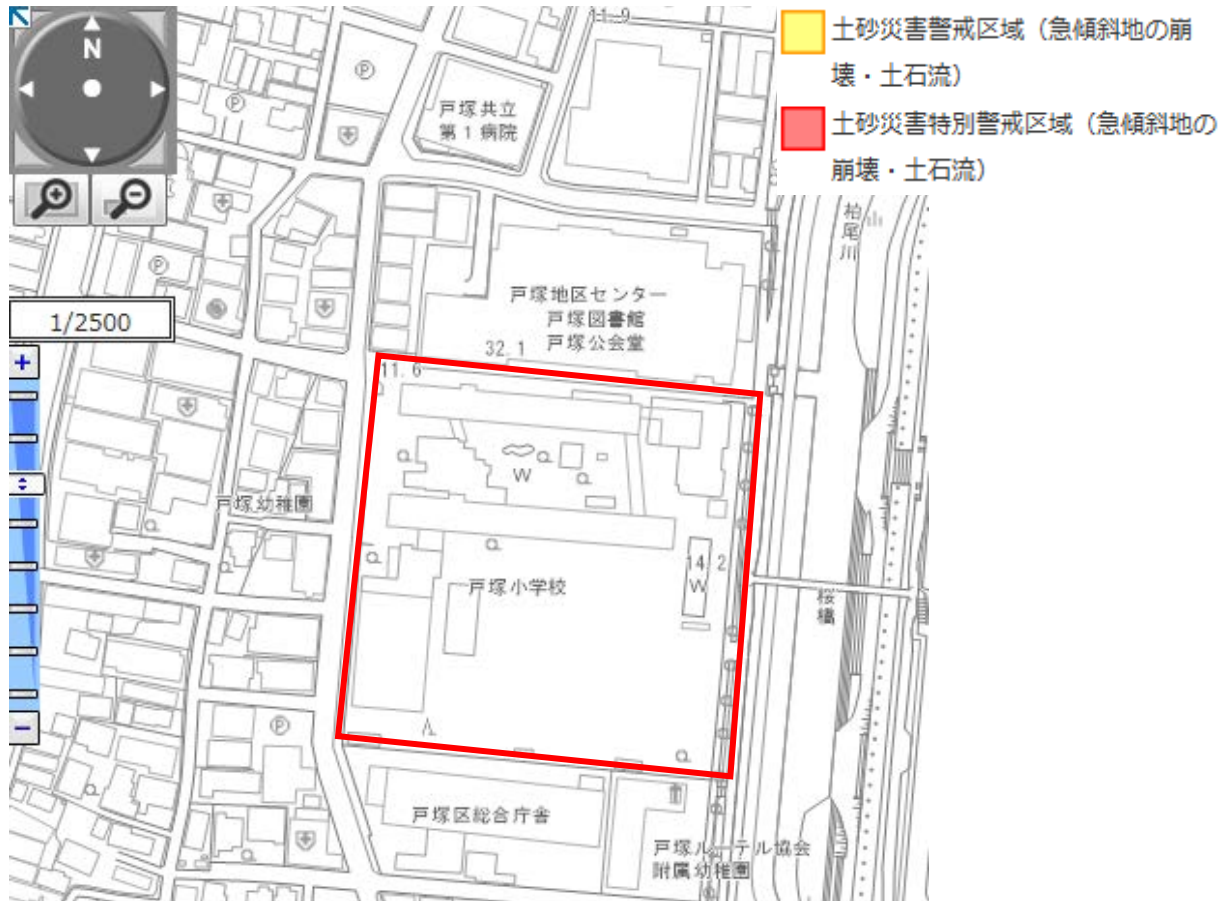 N
11.9
土砂災害警戒区域（急傾斜地の崩
壊・土石流）
土砂災害特別警戒区域（急傾斜地の
崩壊・土石流）
戸塚共立
第1病院
柏尾川
戸塚地区センター
戸塚図書館
戸塚公会堂
1/2500
32.1
11.6
W
戸塚幼稚園
14.2
W
戸塚小学校
桜橋
戸塚区総合庁舎
戸塚ルーテル協会
附属幼稚園